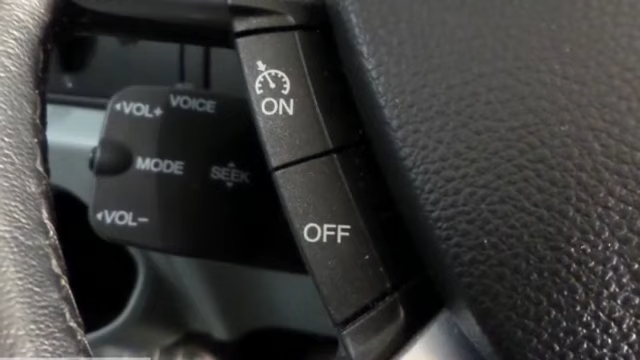 VOL+
VOICE
ON
MODE
SEEK
VOL-
OFF